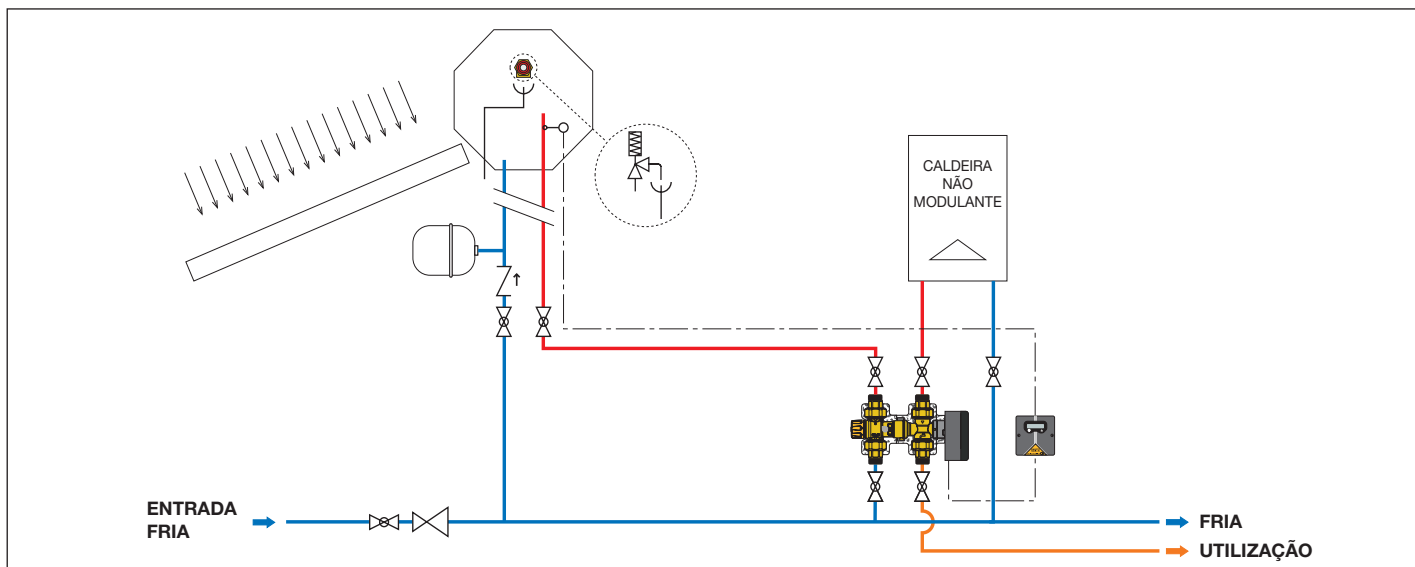 CALDEIRA
NÃO
MODULANTE
ENTRADA
FRIA
FRIA
UTILIZAÇÃO